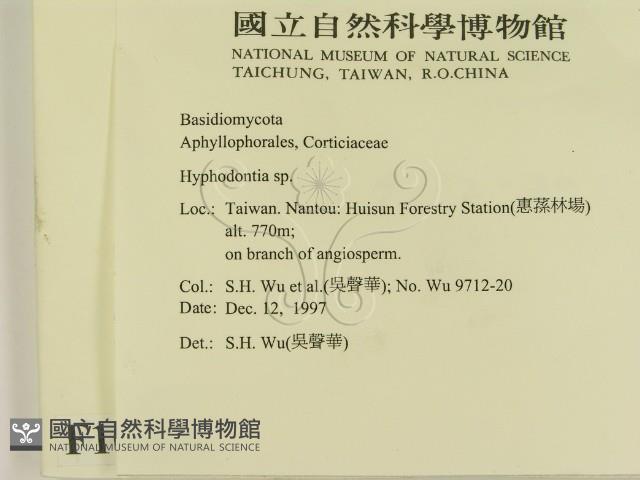 國立自然科學博物館
NATIONAL MUSEUM OF NATURAL SCIENCE
TAICHUNG, TAIWAN, R.O.CHINA
Basidiomycota
Aphyllophorales, Corticiaceae
Hyphodontia sp.
Loc.: Taiwan. Nantou: Huisun Forestry Station(惠蓀林場)
alt. 770m;
on branch of angiosperm.
Col.: S.H. Wu et al.(吳聲華); No. Wu 9712-20
Date: Dec. 12, 1997
Det.: S.H. Wu(吳聲華)
F1
國立自然科學博物館
NATIONAL MUSEUM OF NATURAL SCIENCE